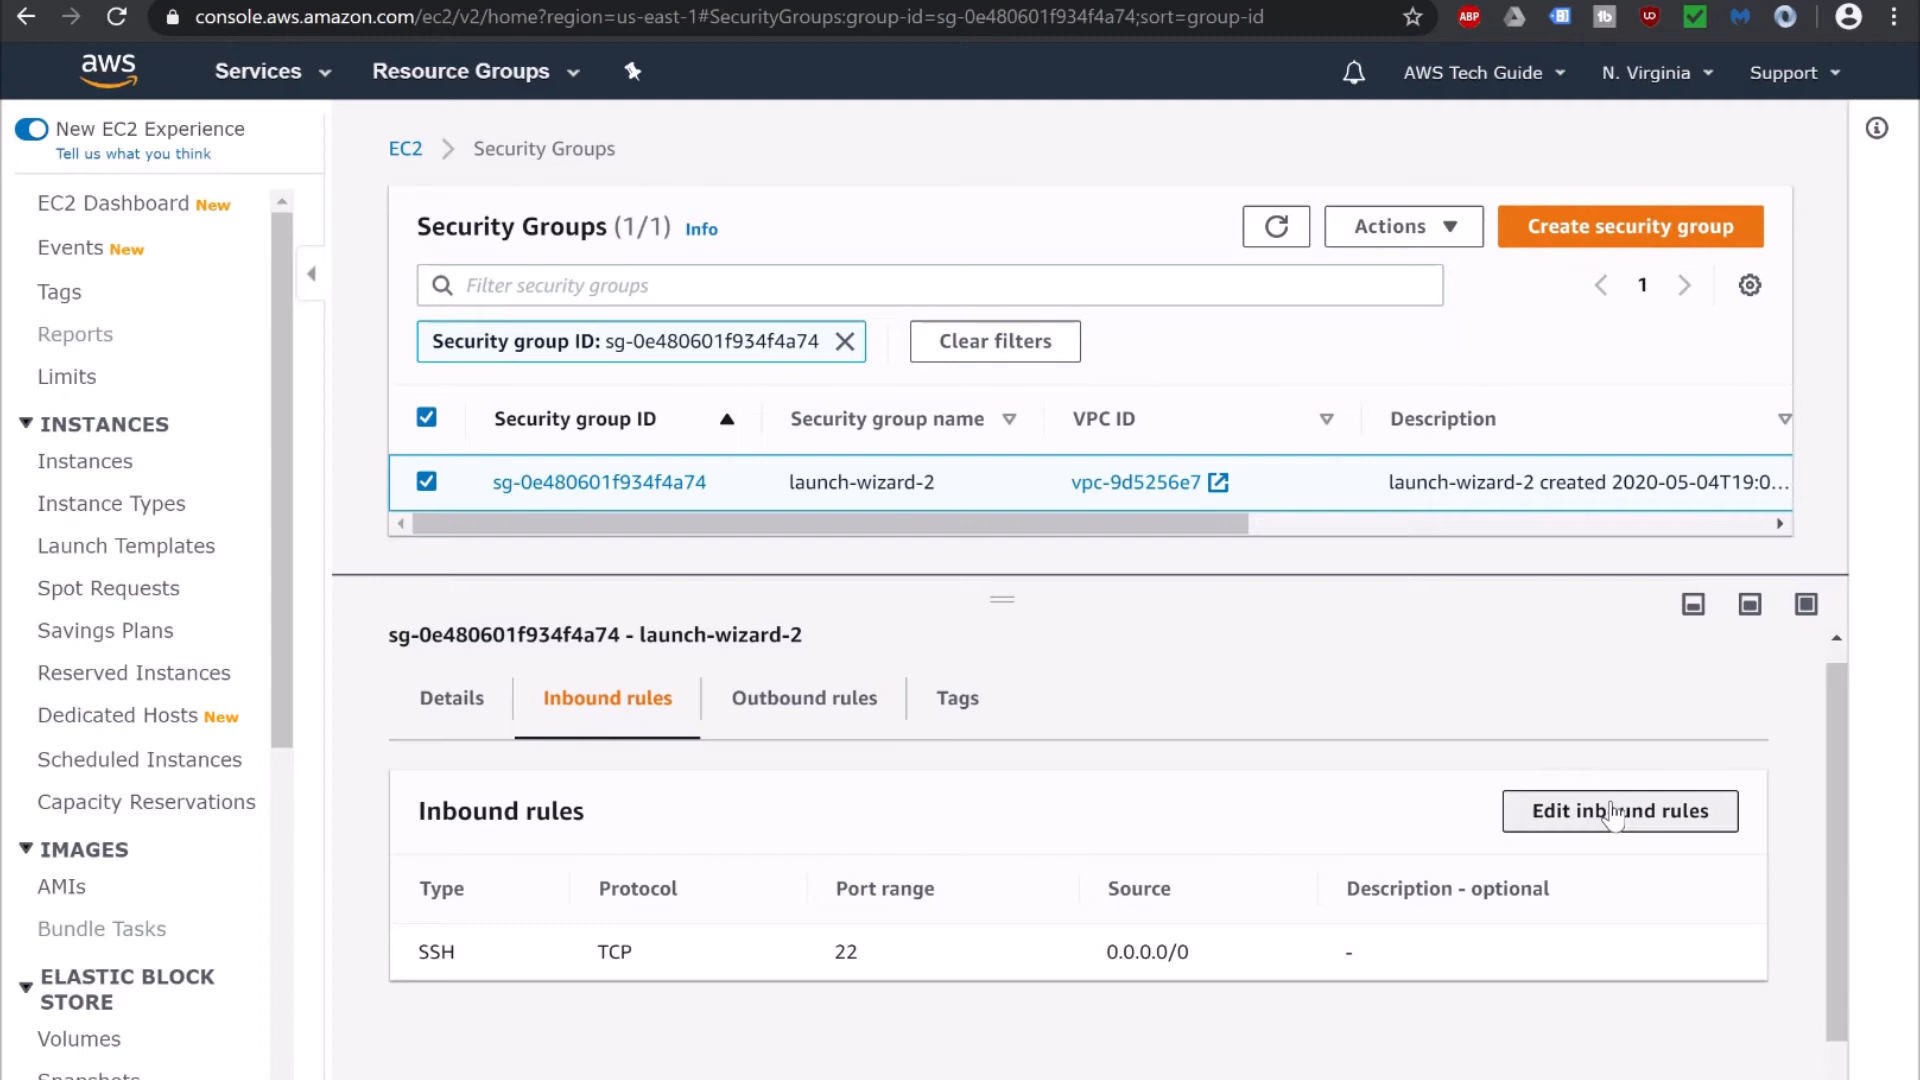 console.aws.amazon.com/ec2/v2/home?region=us-east-1#SecurityGroups:group-id=sg-0e480601f934f4a74;sort=group-id
ABP
aws
Services
Resource Groups
AWS Tech Guide
N. Virginia
Support
New EC2 Experience
Tell us what you think
EC2 Dashboard New
Events New
Tags
Reports
Limits
INSTANCES
Instances
Instance Types
Launch Templates
Spot Requests
Savings Plans
Reserved Instances
Dedicated Hosts New
Scheduled Instances
Capacity Reservations
IMAGES
AMIs
Bundle Tasks
ELASTIC BLOCK
STORE
Volumes
Snapshots
EC2 > Security Groups
Security Groups (1/1) Info
Actions
Create security group
Filter security groups
1
Security group ID: sg-0e480601f934f4a74
Clear filters
Security group ID
Security group name
VPC ID
Description
sg-0e480601f934f4a74
launch-wizard-2
vpc-9d5256e7
launch-wizard-2 created 2020-05-04T19:0...
sg-0e480601f934f4a74 - launch-wizard-2
Details
Inbound rules
Outbound rules
Tags
Inbound rules
Edit inbound rules
Type
Protocol
Port range
Source
Description - optional
SSH
TCP
22
0.0.0.0/0
-